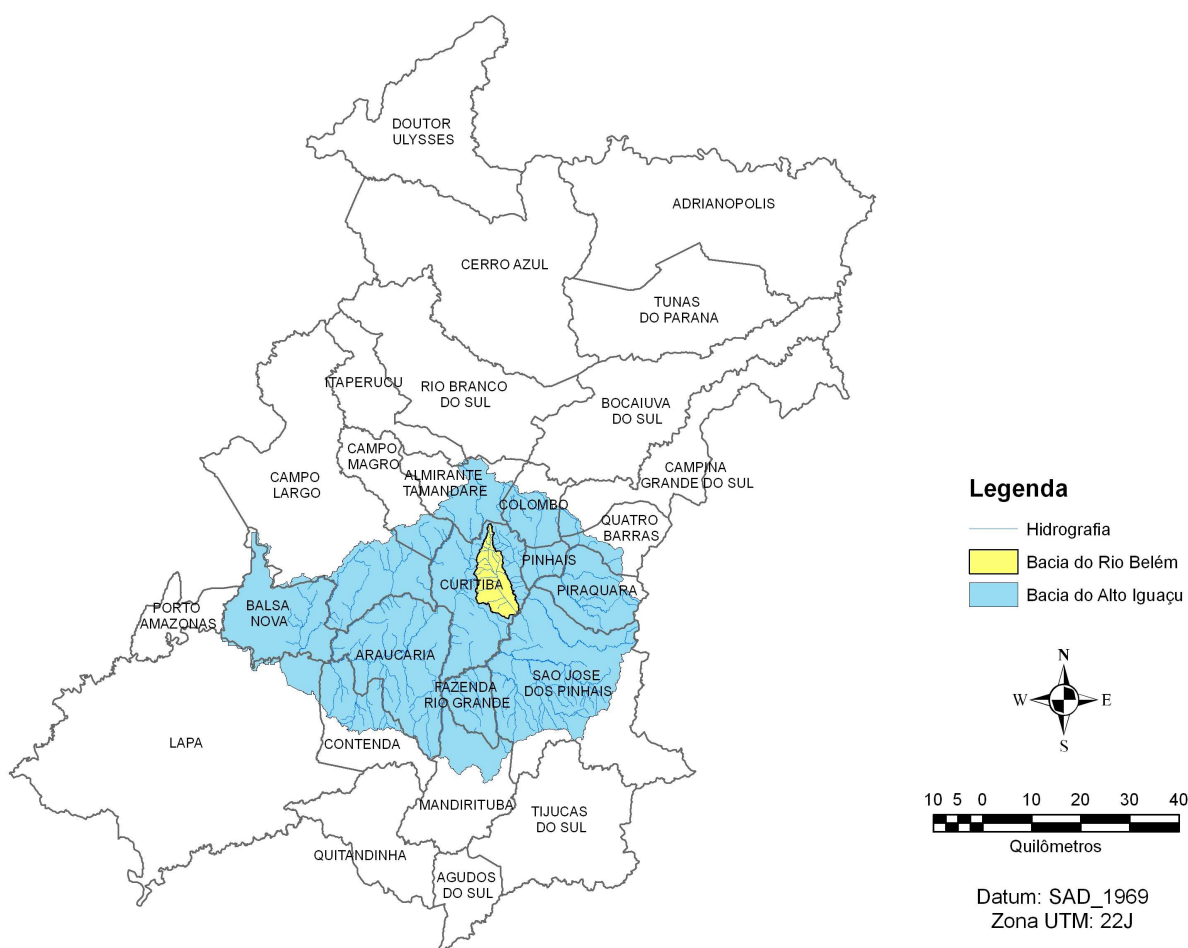 DOUTOR
ULYSSES
ADRIANOPOLIS
CERRO AZUL
TUNAS
DO PARANA
ITAPERUCU
RIO BRANCO
DO SUL
BOCAIUVA
DO SUL
CAMPO
MAGRO
CAMPO
LARGO
ALMIRANTE
TAMANDARE
CAMPINA
GRANDE DO SUL
COLOMBO
QUATRO
BARRAS
PINHAIS
CURITIBA
PIRAQUARA
PORTO
AMAZONAS
BALSA
NOVA
ARAUCARIA
FAZENDA
RIO GRANDE
SAO JOSE
DOS PINHAIS
LAPA
CONTENDA
MANDIRITUBA
TIJUCAS
DO SUL
QUITANDINHA
AGUDOS
DO SUL
Legenda
Hidrografia
Bacia do Rio Belém
Bacia do Alto Iguaçu
N
W E
S
10 5 0 10 20 30 40
Quilômetros
Datum: SAD_1969
Zona UTM: 22J